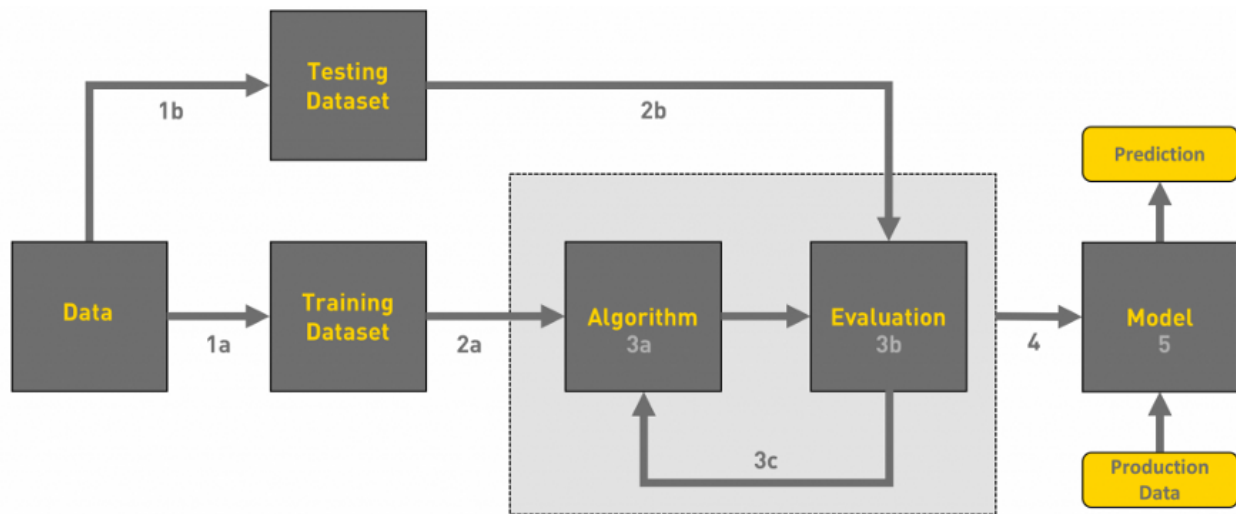 Testing
Dataset
1b
2b
Prediction
Data
1a
Training
Dataset
2a
Algorithm
3a
Evaluation
3b
4
Model
5
3c
Production
Data